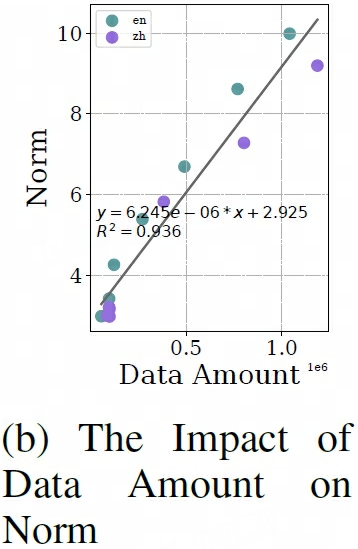 en
zh
10
8
6
4
Norm
y = 6.245e − 06 * x + 2.925
R² = 0.936
0.5 1.0
Data Amount 1e6
(b) The Impact of
Data Amount on
Norm